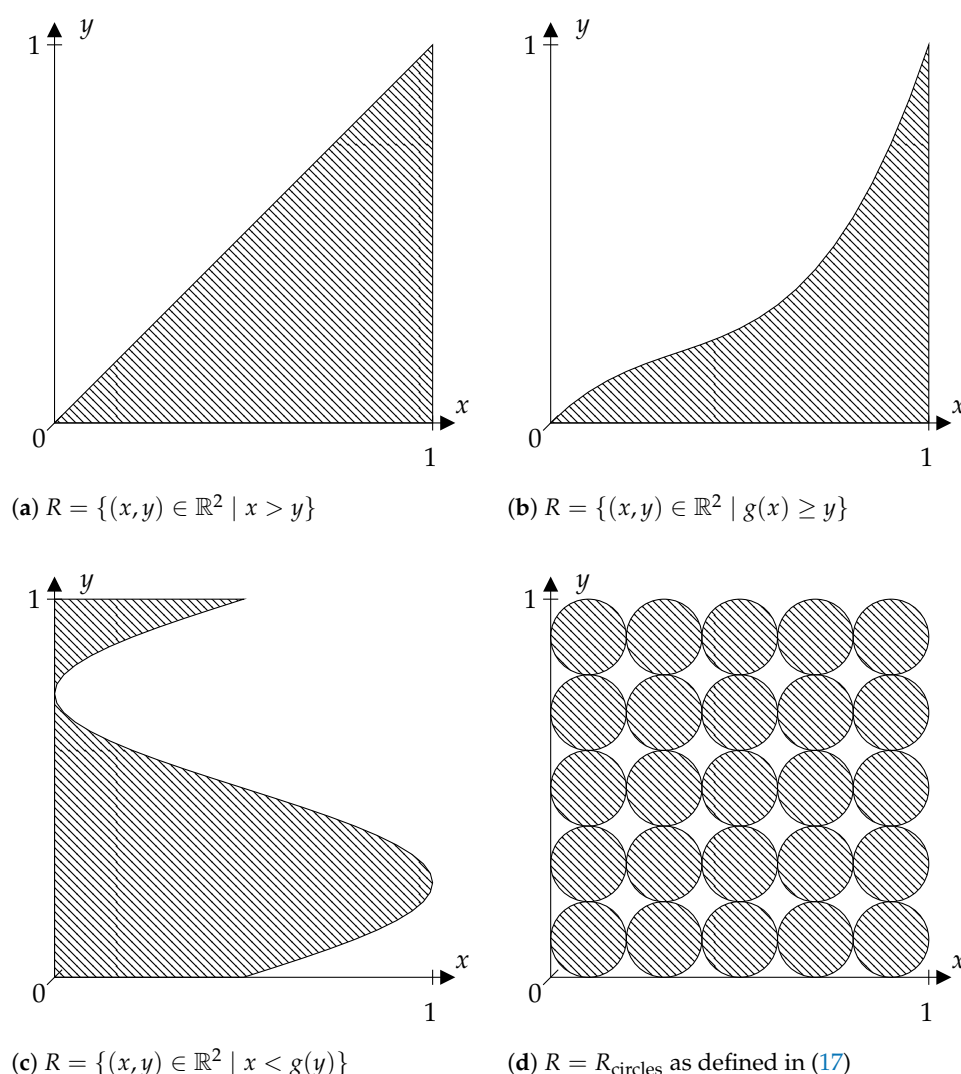 y
1
x
0
1
(a) R = {(x, y) ∈ ℝ² | x > y}
y
1
x
0
1
(b) R = {(x, y) ∈ ℝ² | g(x) ≥ y}
y
1
x
0
1
(c) R = {(x, y) ∈ ℝ² | x < g(y)}
y
1
x
0
1
(d) R = R_circles as defined in (17)